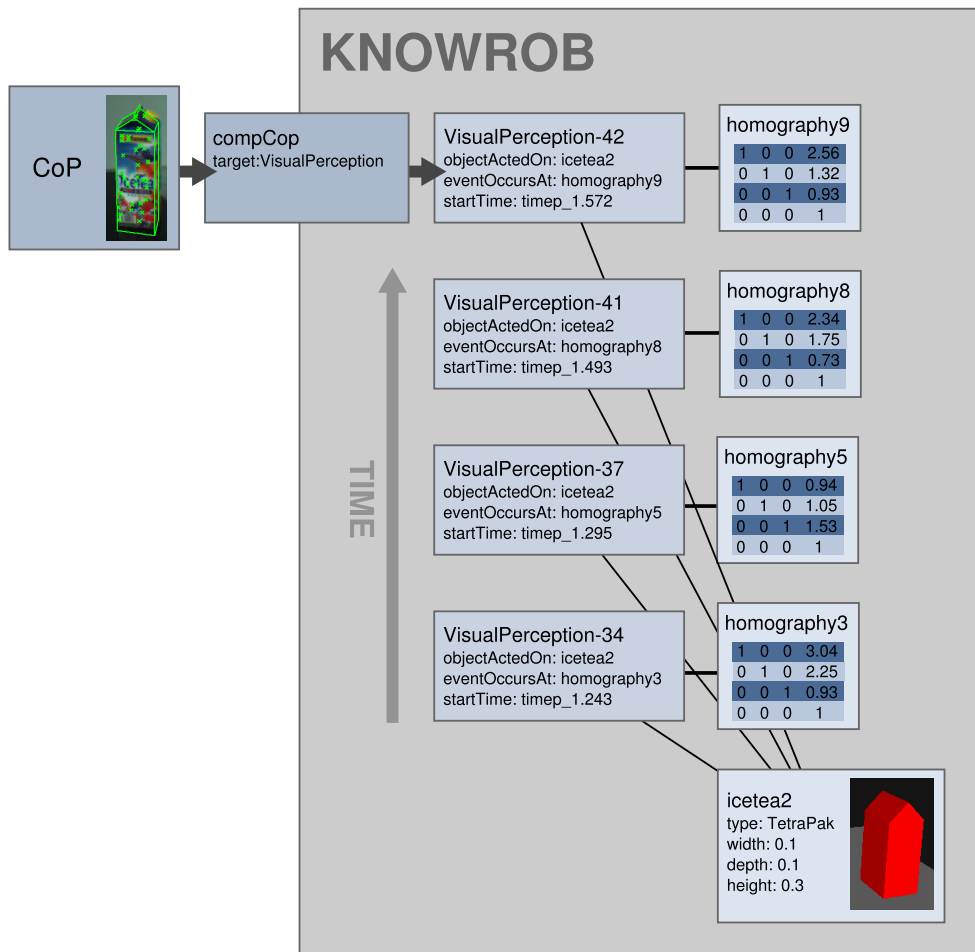 KNOWROB
CoP
Icetea
compCop
target:VisualPerception
VisualPerception-42
objectActedOn: icetea2
eventOccursAt: homography9
startTime: timep_1.572
homography9
1 0 0 2.56
0 1 0 1.32
0 0 1 0.93
0 0 0 1
VisualPerception-41
objectActedOn: icetea2
eventOccursAt: homography8
startTime: timep_1.493
homography8
1 0 0 2.34
0 1 0 1.75
0 0 1 0.73
0 0 0 1
TIME
VisualPerception-37
objectActedOn: icetea2
eventOccursAt: homography5
startTime: timep_1.295
homography5
1 0 0 0.94
0 1 0 1.05
0 0 1 1.53
0 0 0 1
VisualPerception-34
objectActedOn: icetea2
eventOccursAt: homography3
startTime: timep_1.243
homography3
1 0 0 3.04
0 1 0 2.25
0 0 1 0.93
0 0 0 1
icetea2
type: TetraPak
width: 0.1
depth: 0.1
height: 0.3